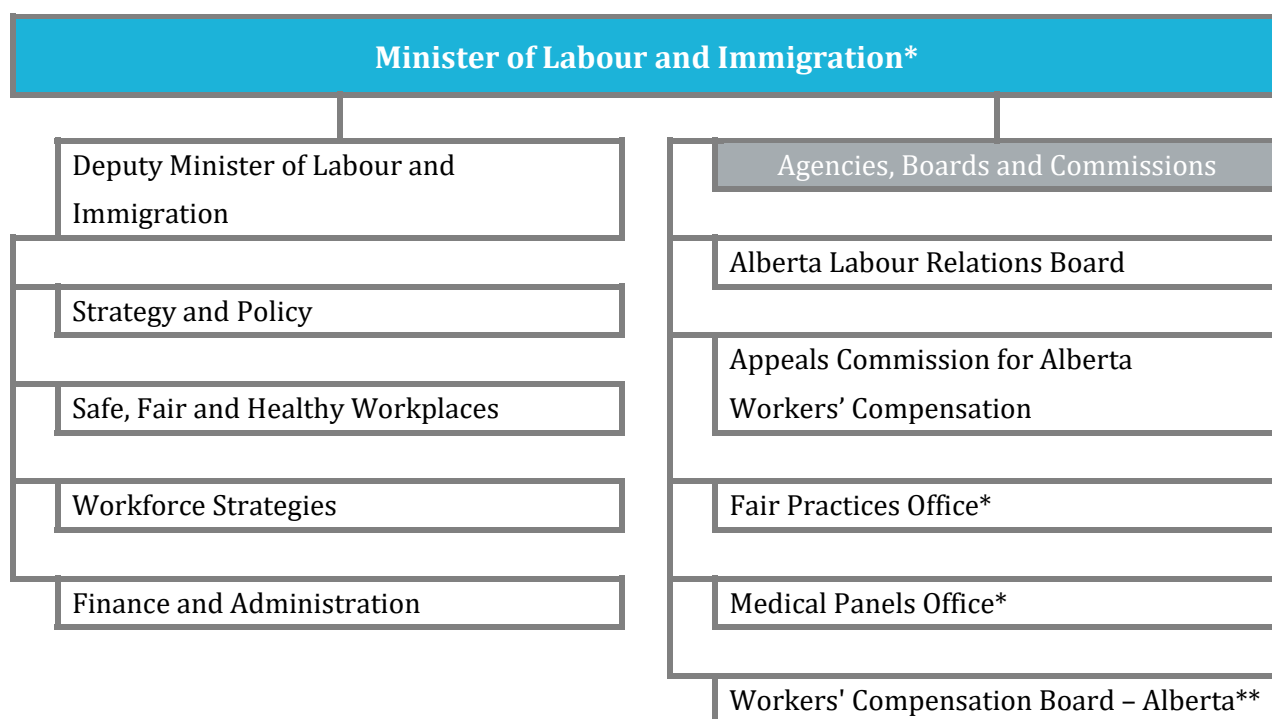 Minister of Labour and Immigration*
Deputy Minister of Labour and
Immigration
Strategy and Policy
Safe, Fair and Healthy Workplaces
Workforce Strategies
Finance and Administration
Agencies, Boards and Commissions
Alberta Labour Relations Board
Appeals Commission for Alberta
Workers’ Compensation
Fair Practices Office*
Medical Panels Office*
Workers' Compensation Board – Alberta**